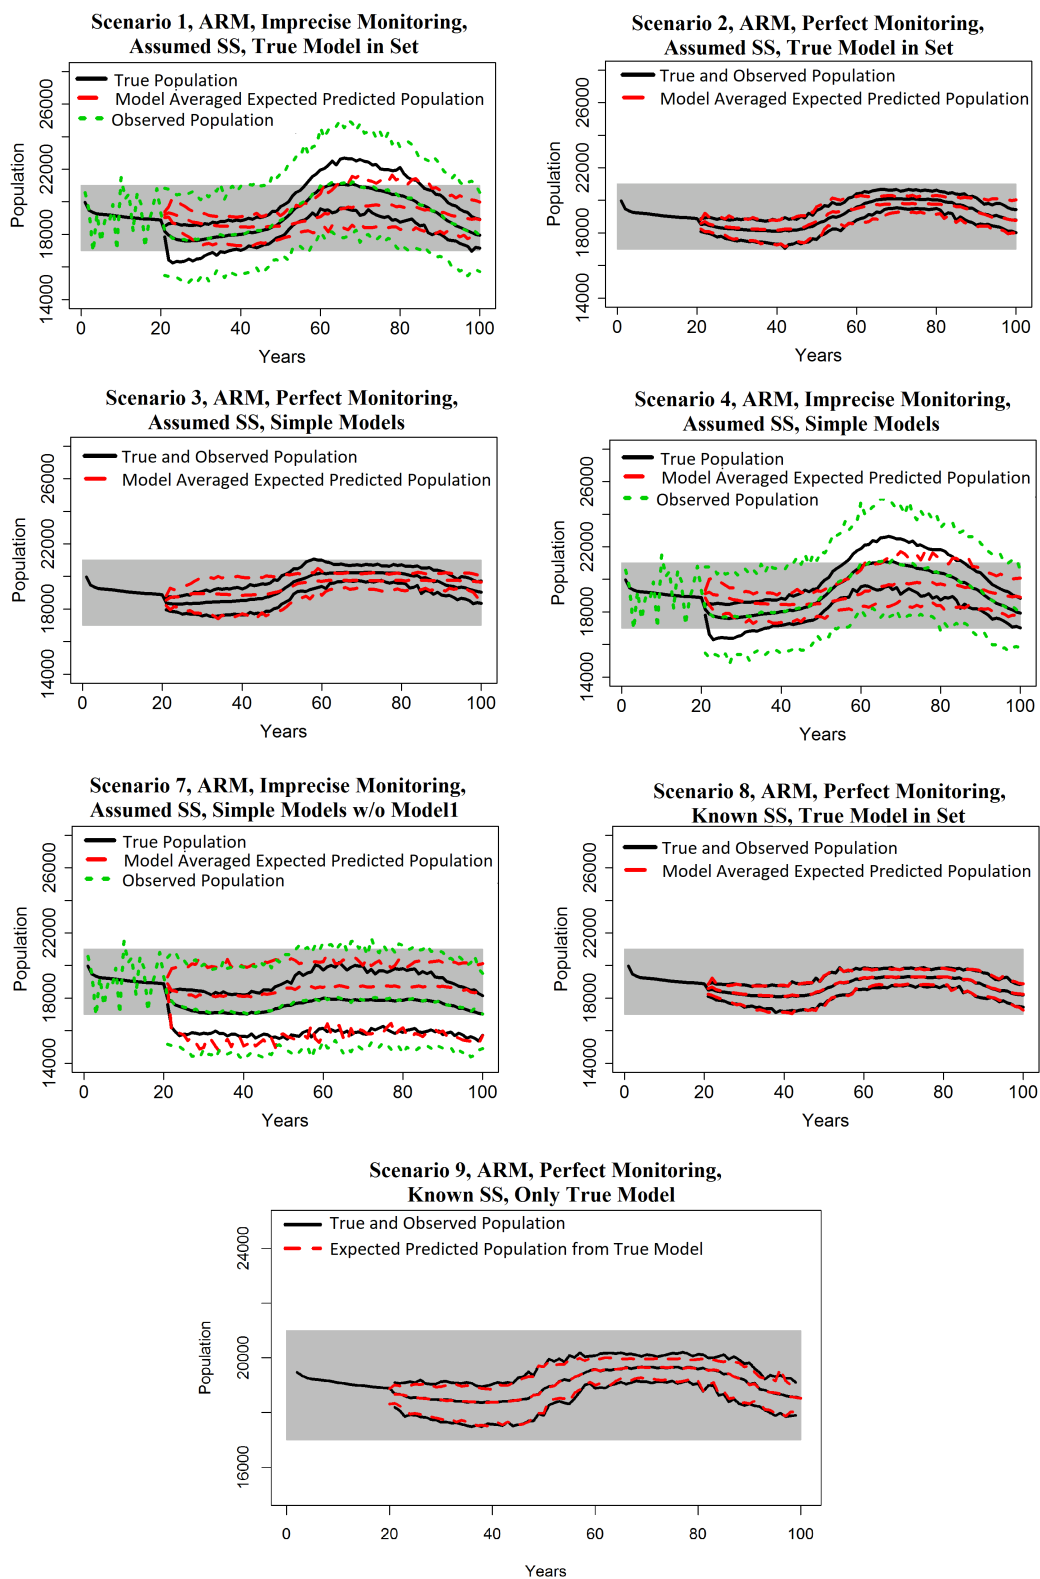 Scenario 1, ARM, Imprecise Monitoring,
Assumed SS, True Model in Set
True Population
Model Averaged Expected Predicted Population
Observed Population
Population
14000 18000 22000 26000
0 20 40 60 80 100
Years
Scenario 2, ARM, Perfect Monitoring,
Assumed SS, True Model in Set
True and Observed Population
Model Averaged Expected Predicted Population
Population
14000 18000 22000 26000
0 20 40 60 80 100
Years
Scenario 3, ARM, Perfect Monitoring,
Assumed SS, Simple Models
True and Observed Population
Model Averaged Expected Predicted Population
Population
14000 18000 22000 26000
0 20 40 60 80 100
Years
Scenario 4, ARM, Imprecise Monitoring,
Assumed SS, Simple Models
True Population
Model Averaged Expected Predicted Population
Observed Population
Population
14000 18000 22000 26000
0 20 40 60 80 100
Years
Scenario 7, ARM, Imprecise Monitoring,
Assumed SS, Simple Models w/o Model1
True Population
Model Averaged Expected Predicted Population
Observed Population
Population
14000 18000 22000 26000
0 20 40 60 80 100
Years
Scenario 8, ARM, Perfect Monitoring,
Known SS, True Model in Set
True and Observed Population
Model Averaged Expected Predicted Population
Population
14000 18000 22000 26000
0 20 40 60 80 100
Years
Scenario 9, ARM, Perfect Monitoring,
Known SS, Only True Model
True and Observed Population
Expected Predicted Population from True Model
Population
16000 20000 24000
0 20 40 60 80 100
Years